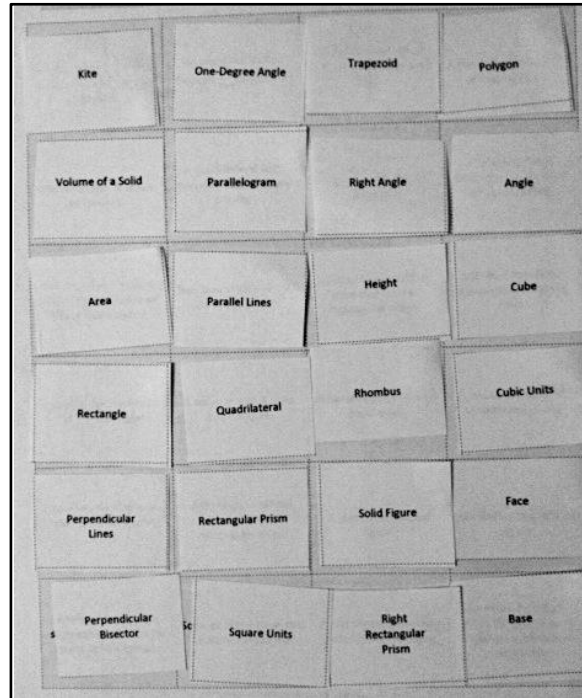 Kite
One-Degree Angle
Trapezoid
Polygon
Volume of a Solid
Parallelogram
Right Angle
Angle
Area
Parallel Lines
Height
Cube
Rectangle
Quadrilateral
Rhombus
Cubic Units
Perpendicular
Lines
Rectangular Prism
Solid Figure
Face
Perpendicular
Bisector
Square Units
Right
Rectangular
Prism
Base